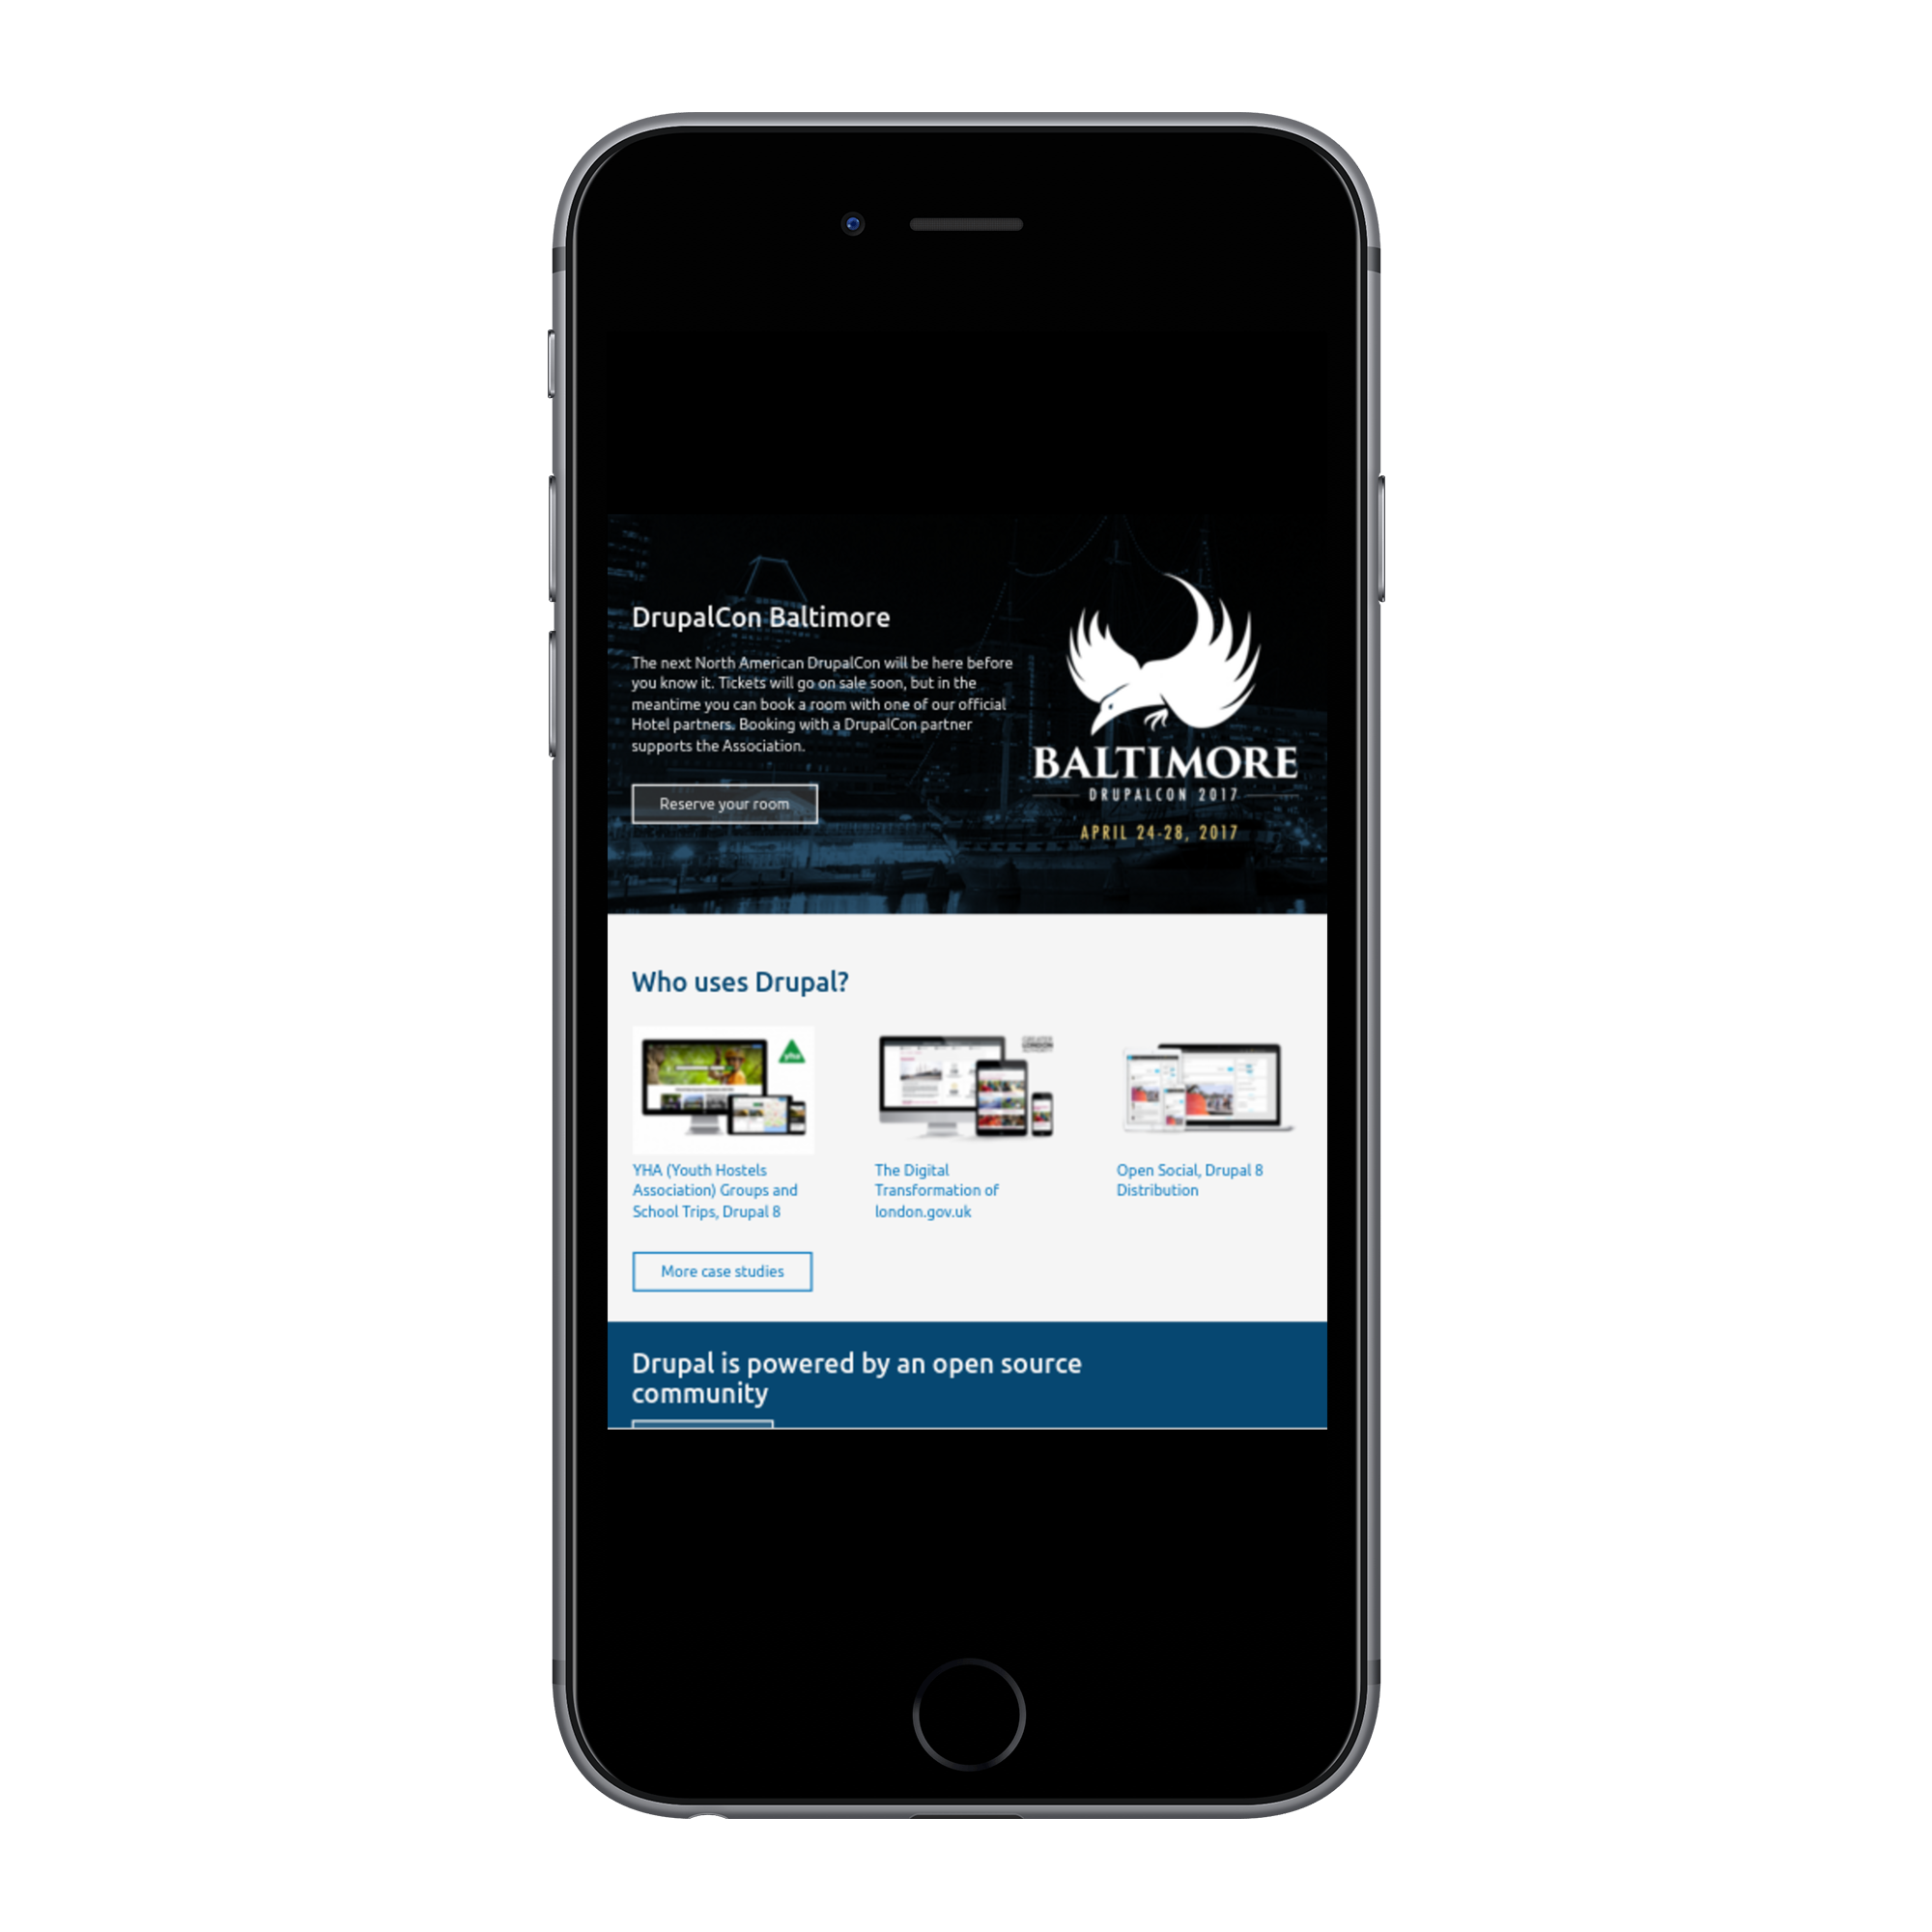 DrupalCon Baltimore
The next North American DrupalCon will be here before
you know it. Tickets will go on sale soon, but in the
meantime you can book a room with one of our official
Hotel partners. Booking with a DrupalCon partner
supports the Association.
Reserve your room
BALTIMORE
DRUPALCON 2017
APRIL 24-28, 2017
Who uses Drupal?
yha
GREATER
LONDON
AUTHORITY
YHA (Youth Hostels
Association) Groups and
School Trips, Drupal 8
The Digital
Transformation of
london.gov.uk
Open Social, Drupal 8
Distribution
More case studies
Drupal is powered by an open source
community